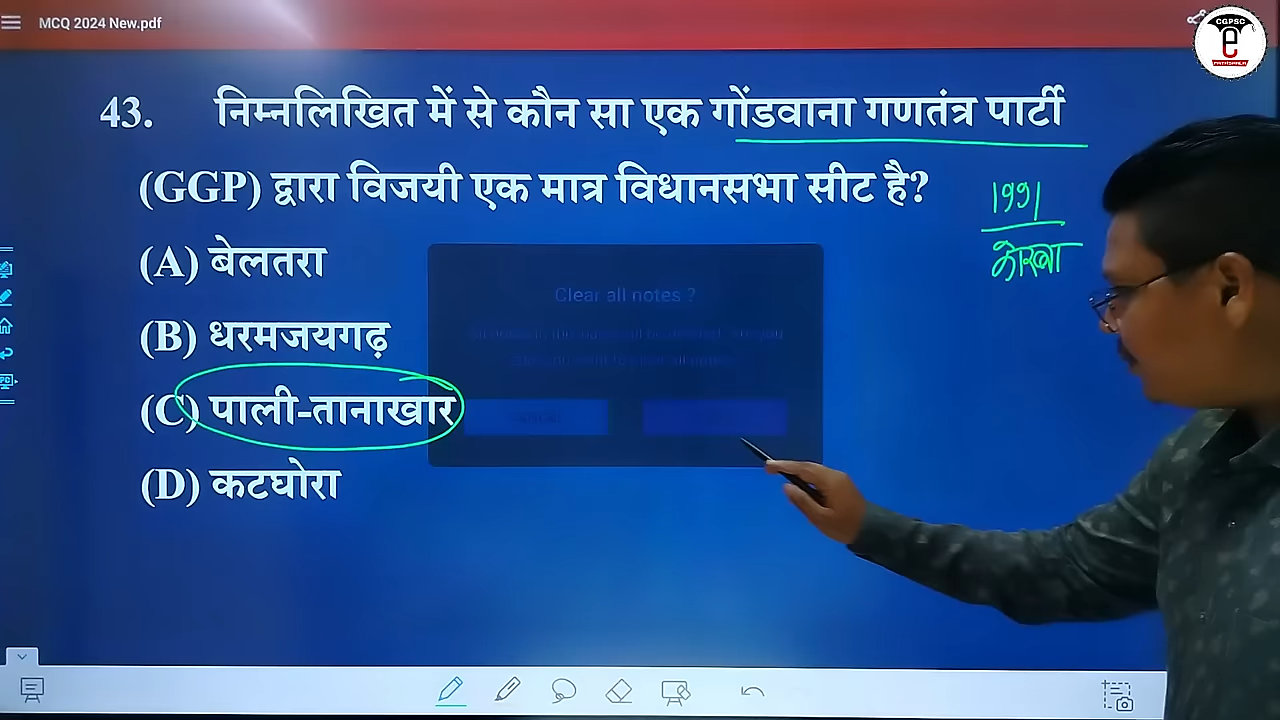 MCQ 2024 New.pdf
CGPSC
43. निम्नलिखित में से कौन सा एक गोंडवाना गणतंत्र पार्टी
(GGP) द्वारा विजयी एक मात्र विधानसभा सीट है?
1991
कोरबा
(A) बेलतरा
Clear all notes ?
(B) धरमजयगढ़
(C) पाली-तानाखार
(D) कटघोरा